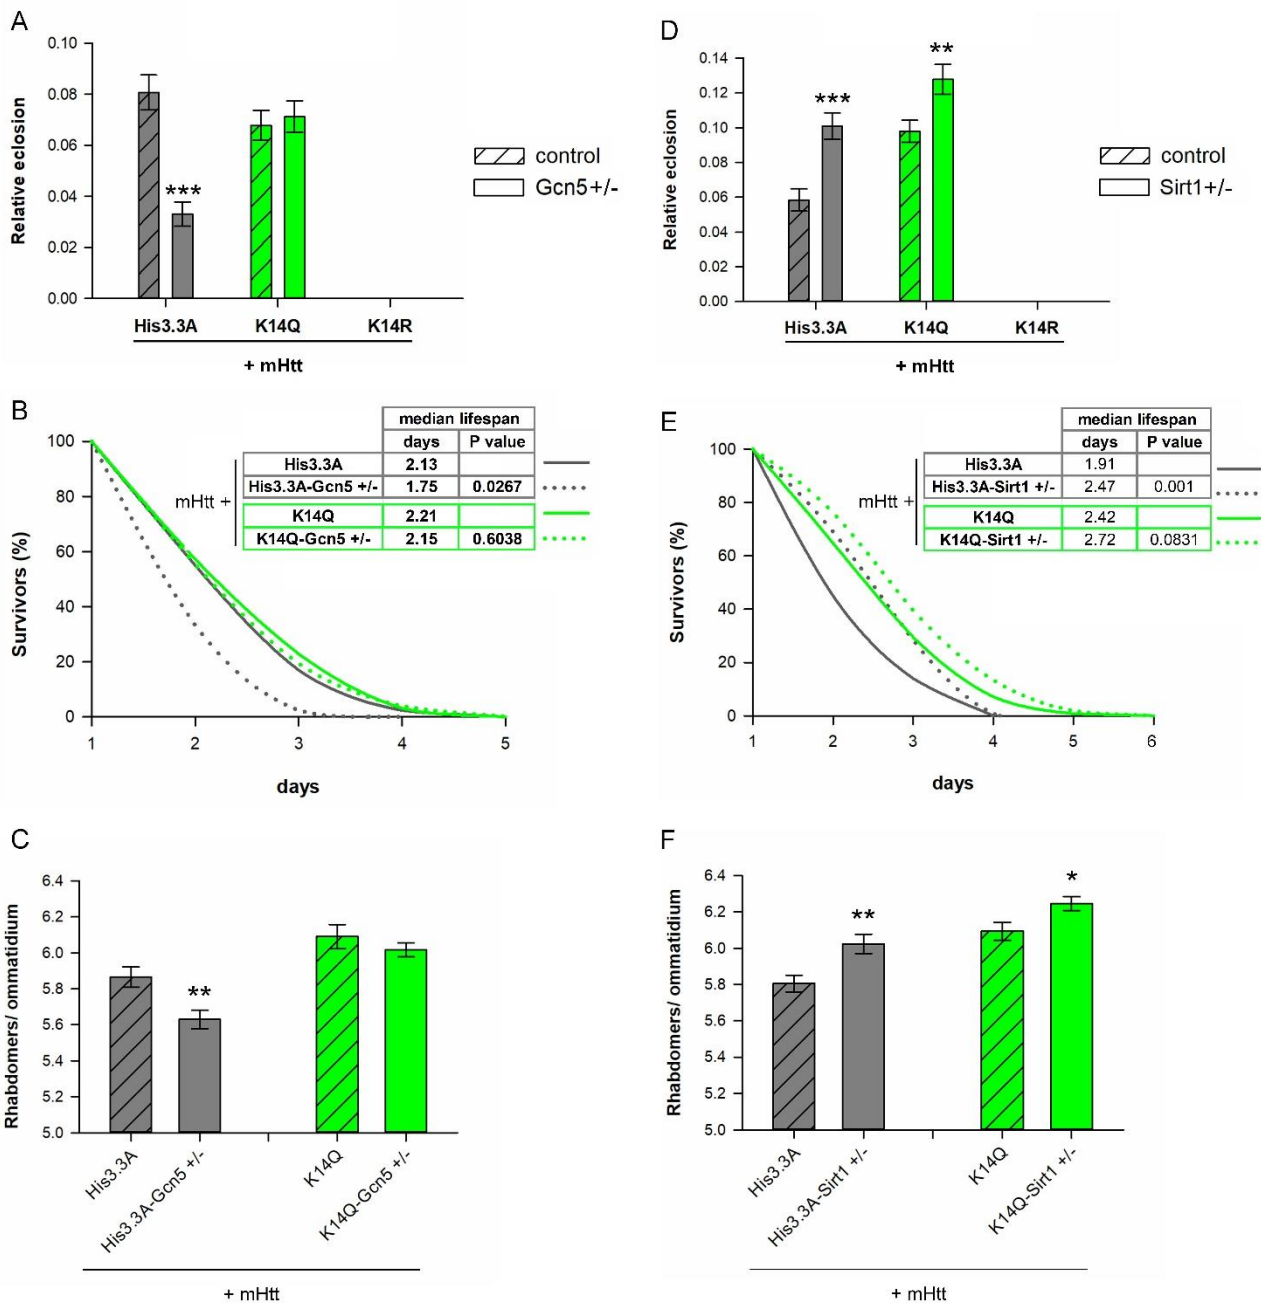 A
Relative eclosion
0.10
0.08
0.06
0.04
0.02
0.00
***
His3.3A K14Q K14R
+ mHtt
control
Gcn5+/-
D
Relative eclosion
0.14
0.12
0.10
0.08
0.06
0.04
0.02
0.00
***
**
His3.3A K14Q K14R
+ mHtt
control
Sirt1+/-
B
Survivors (%)
100
80
60
40
20
0
1 2 3 4 5
days
mHtt +
median lifespan
days P value
His3.3A 2.13
His3.3A-Gcn5 +/- 1.75 0.0267
K14Q 2.21
K14Q-Gcn5 +/- 2.15 0.6038
E
Survivors (%)
100
80
60
40
20
0
1 2 3 4 5 6
days
mHtt +
median lifespan
days P value
His3.3A 1.91
His3.3A-Sirt1 +/- 2.47 0.001
K14Q 2.42
K14Q-Sirt1 +/- 2.72 0.0831
C
Rhabdomers/ ommatidium
6.4
6.2
6.0
5.8
5.6
5.4
5.2
5.0
**
His3.3A
His3.3A-Gcn5 +/-
K14Q
K14Q-Gcn5 +/-
+ mHtt
F
Rhabdomers/ ommatidium
6.4
6.2
6.0
5.8
5.6
5.4
5.2
5.0
**
*
His3.3A
His3.3A-Sirt1 +/-
K14Q
K14Q-Sirt1 +/-
+ mHtt